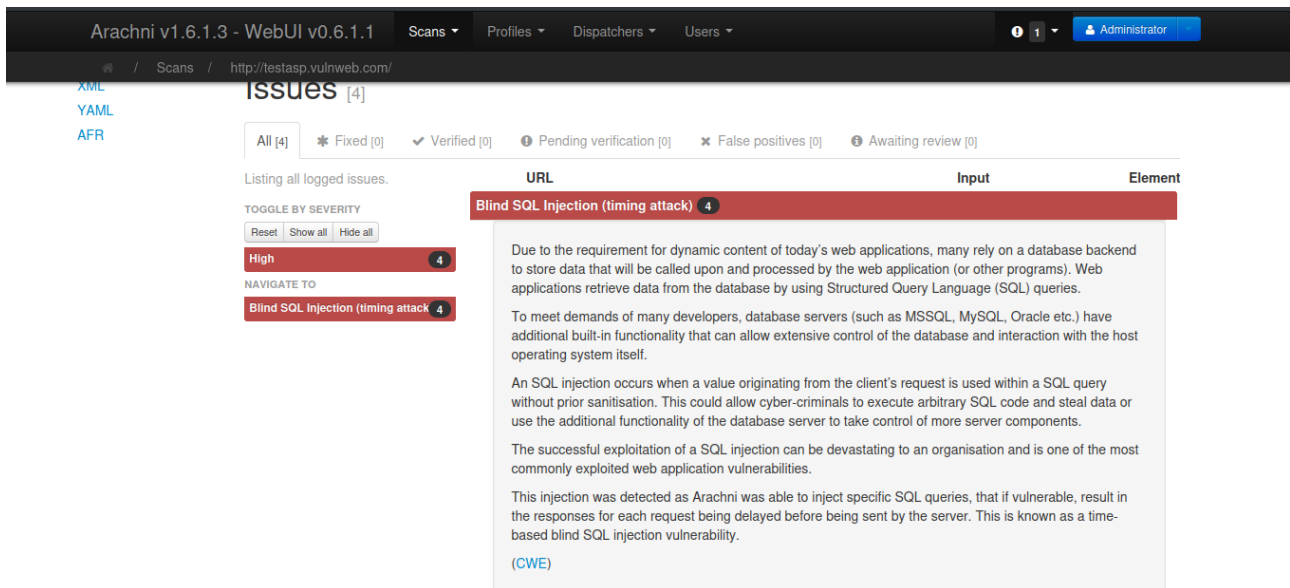 Arachni v1.6.1.3 - WebUI v0.6.1.1 Scans Profiles Dispatchers Users 1 Administrator
/ Scans / http://testasp.vulnweb.com/
XML
YAML
AFR
Issues [4]
All [4] Fixed [0] Verified [0] Pending verification [0] False positives [0] Awaiting review [0]
Listing all logged issues.
TOGGLE BY SEVERITY
Reset Show all Hide all
High 4
NAVIGATE TO
Blind SQL Injection (timing attack 4
URL Input Element
Blind SQL Injection (timing attack) 4
Due to the requirement for dynamic content of today's web applications, many rely on a database backend
to store data that will be called upon and processed by the web application (or other programs). Web
applications retrieve data from the database by using Structured Query Language (SQL) queries.
To meet demands of many developers, database servers (such as MSSQL, MySQL, Oracle etc.) have
additional built-in functionality that can allow extensive control of the database and interaction with the host
operating system itself.
An SQL injection occurs when a value originating from the client's request is used within a SQL query
without prior sanitisation. This could allow cyber-criminals to execute arbitrary SQL code and steal data or
use the additional functionality of the database server to take control of more server components.
The successful exploitation of a SQL injection can be devastating to an organisation and is one of the most
commonly exploited web application vulnerabilities.
This injection was detected as Arachni was able to inject specific SQL queries, that if vulnerable, result in
the responses for each request being delayed before being sent by the server. This is known as a time-
based blind SQL injection vulnerability.
(CWE)